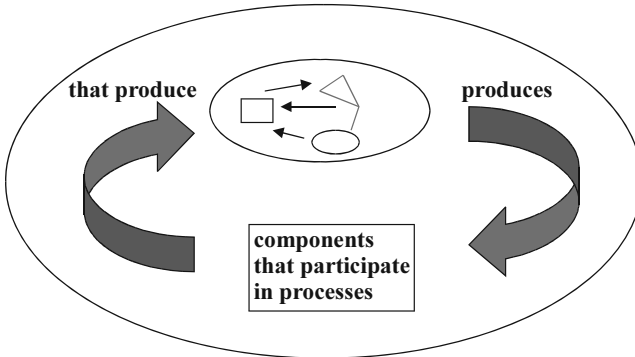 that produce
produces
components
that participate
in processes